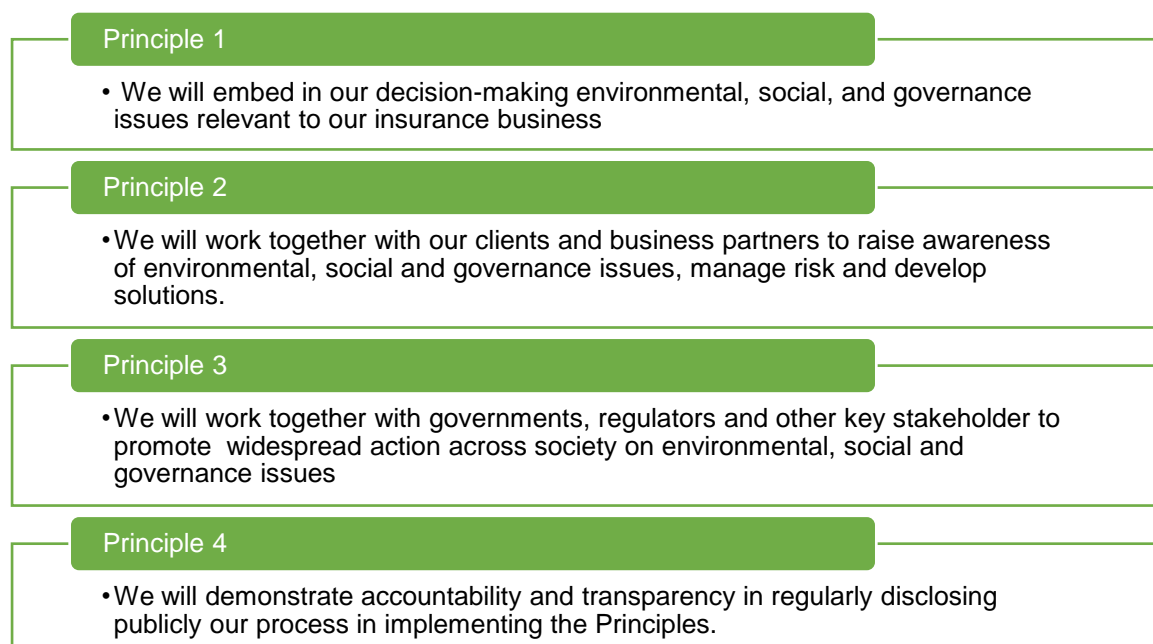 Principle 1
• We will embed in our decision-making environmental, social, and governance
issues relevant to our insurance business
Principle 2
•We will work together with our clients and business partners to raise awareness
of environmental, social and governance issues, manage risk and develop
solutions.
Principle 3
•We will work together with governments, regulators and other key stakeholder to
promote  widespread action across society on environmental, social and
governance issues
Principle 4
•We will demonstrate accountability and transparency in regularly disclosing
publicly our process in implementing the Principles.